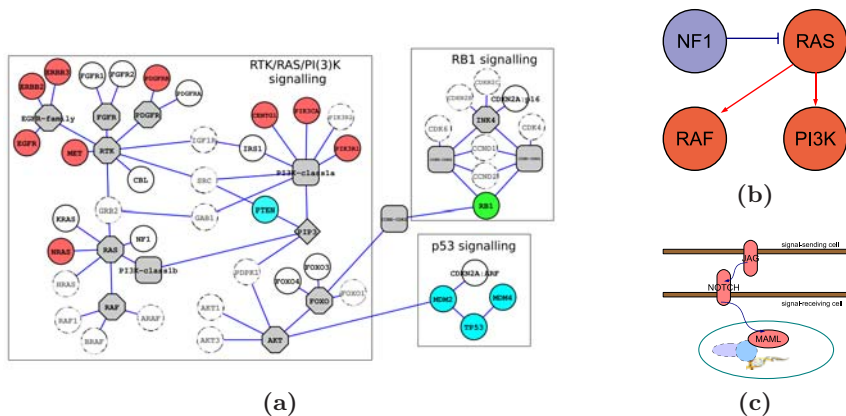 RTK/RAS/PI(3)K
signalling
ERBB2
ERBB3
FGFR1
FGFR2
PDGFRB
PDGFRA
EGFR-family
FGFR
PDGFR
EGFR
MET
RTK
CBL
IGF1R
IRS1
PIK3CA
PIK3R2
PIK3R1
PI3K-class1a
SRC
GRB2
GAB1
PTEN
KRAS
NF1
NRAS
RAS
HRAS
PI3K-class1b
PIP3
PDPK1
RAF
RAF1
ARAF
BRAF
FOXO3
FOXO4
FOXO
FOXO1
AKT1
AKT3
AKT
RB1 signalling
CDKN2C
CDKN2B
CDKN2A:p16
INK4
CDK6
CDK4
CCND1
CCND2
RB1
p53 signalling
CDKN2A:ARF
MDM2
MDM4
TP53
(a)
NF1
RAS
RAF
PI3K
(b)
signal-sending cell
JAG
NOTCH
signal-receiving cell
MAML
(c)